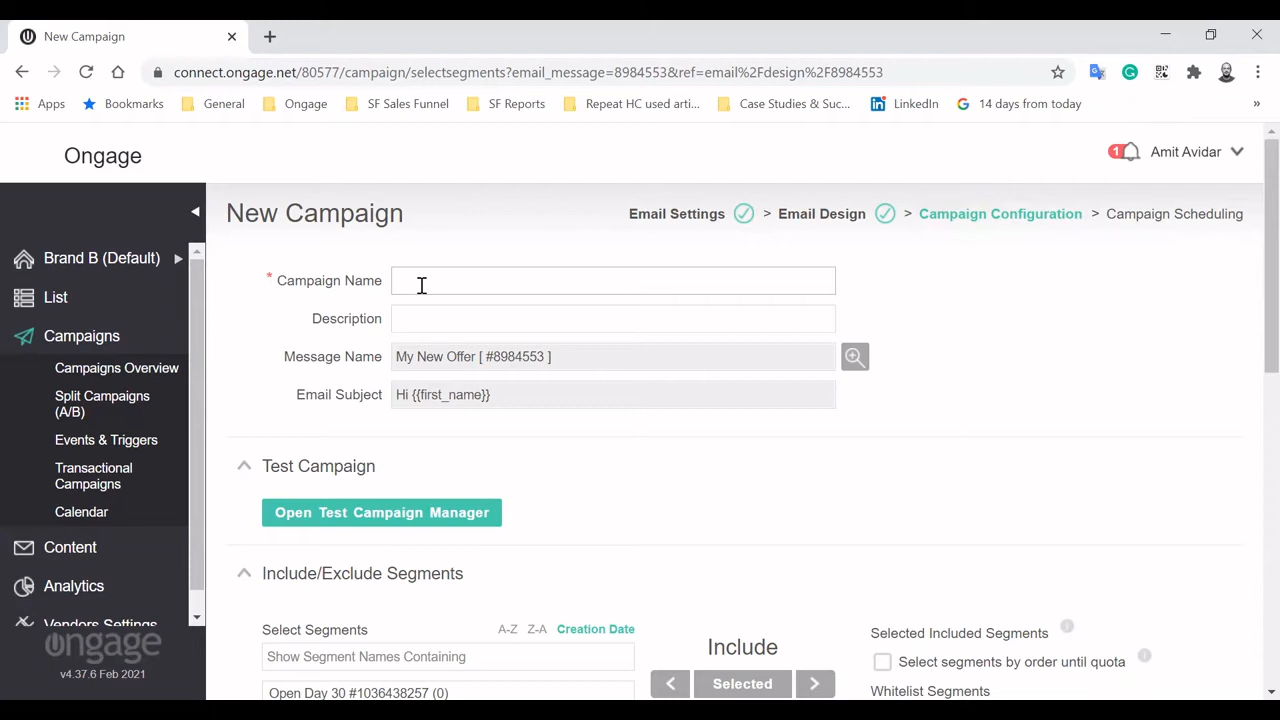 New Campaign
connect.ongage.net/80577/campaign/selectsegments?email_message=8984553&ref=email%2Fdesign%2F8984553
Apps Bookmarks General Ongage SF Sales Funnel SF Reports Repeat HC used arti... Case Studies & Suc... LinkedIn 14 days from today »
Ongage
1 Amit Avidar
New Campaign
Email Settings > Email Design > Campaign Configuration > Campaign Scheduling
Brand B (Default)
List
Campaigns
Campaigns Overview
Split Campaigns
(A/B)
Events & Triggers
Transactional
Campaigns
Calendar
Content
Analytics
Vendors Settings
ongage
v4.37.6 Feb 2021
* Campaign Name
Description
Message Name My New Offer [ #8984553 ]
Email Subject Hi {{first_name}}
Test Campaign
Open Test Campaign Manager
Include/Exclude Segments
Select Segments A-Z Z-A Creation Date
Show Segment Names Containing
Open Day 30 #1036438257 (0)
Include
< Selected >
Selected Included Segments i
Select segments by order until quota i
Whitelist Segments